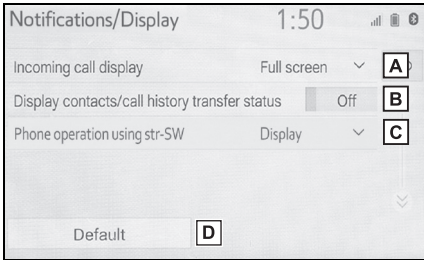 Notifications/Display 1:50
Incoming call display Full screen A
Display contacts/call history transfer status Off B
Phone operation using str-SW Display C
Default D